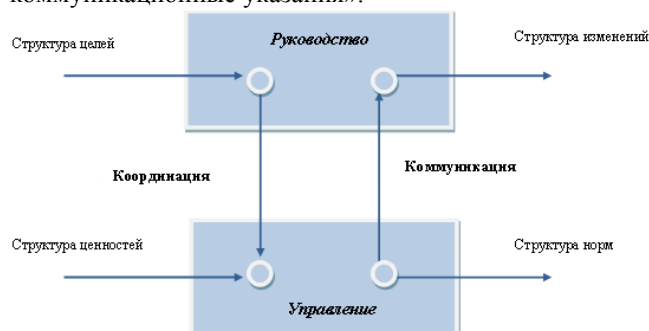 коммуникационные указания».
Структура целей
Руководство
Структура изменений
Координация
Коммуникация
Структура ценностей
Структура норм
Управление